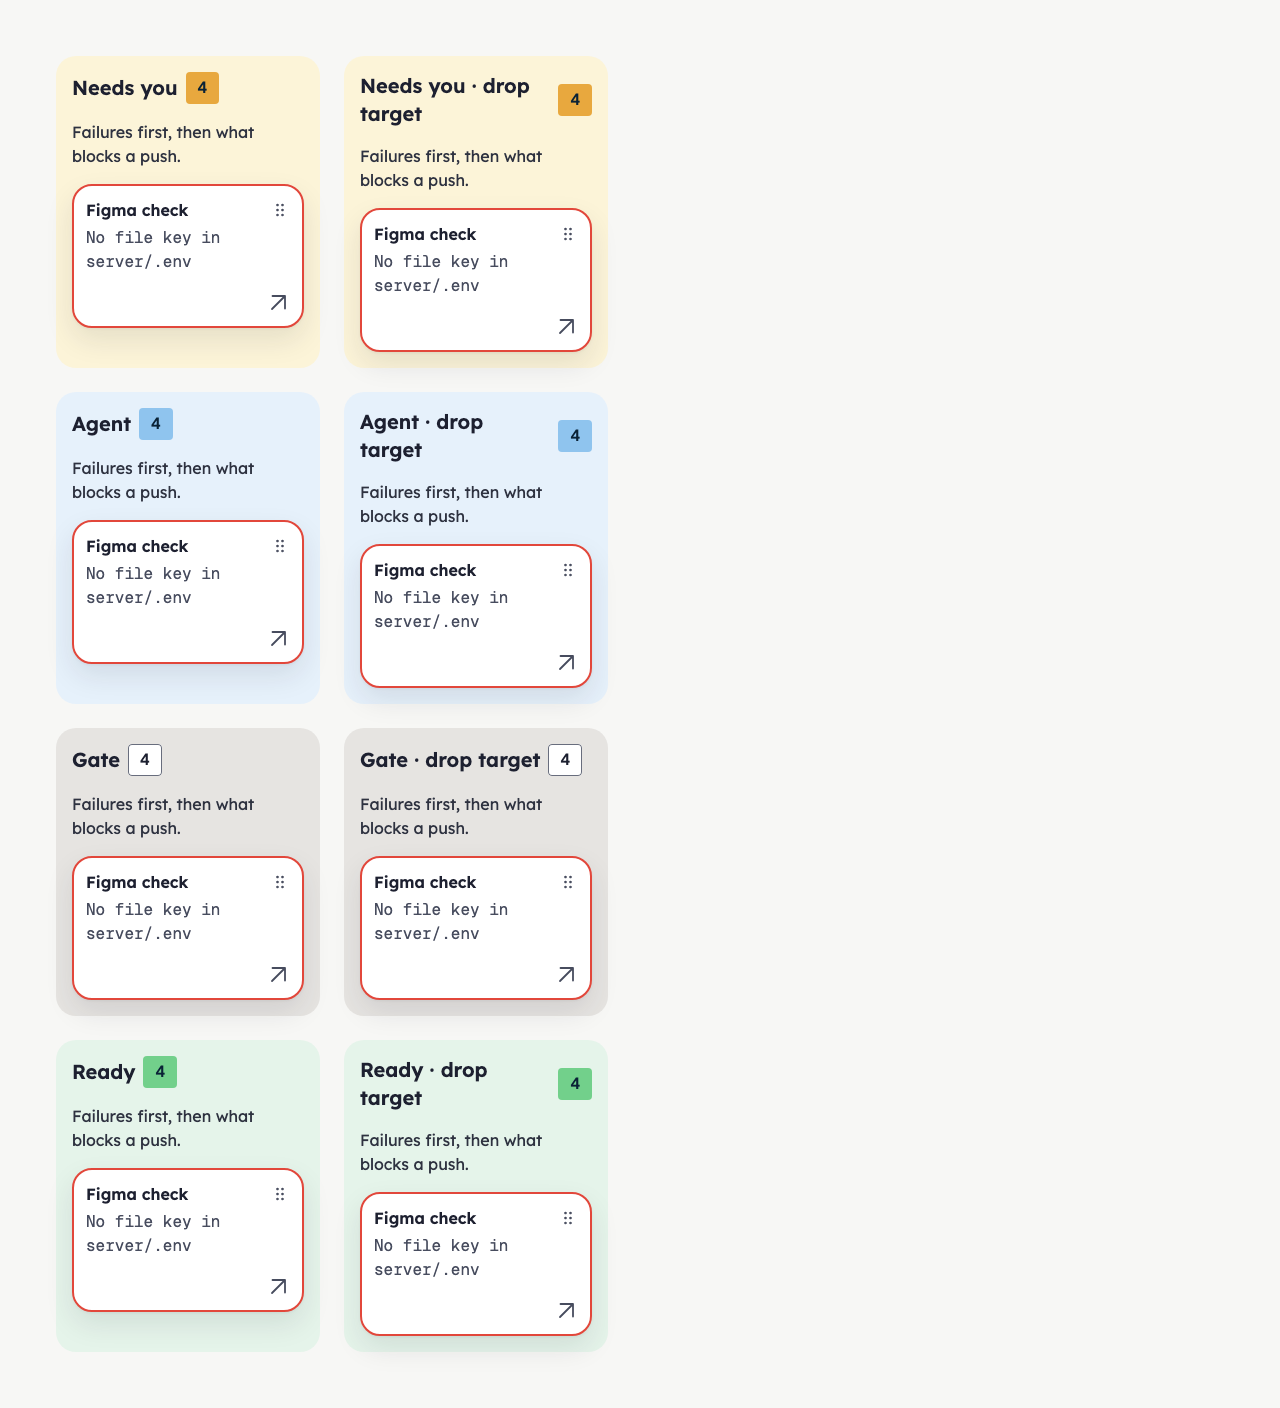 Needs you 4
Failures first, then what
blocks a push.
Figma check
No file key in
server/.env
Needs you · drop
target
4
Failures first, then what
blocks a push.
Figma check
No file key in
server/.env
Agent 4
Failures first, then what
blocks a push.
Figma check
No file key in
server/.env
Agent · drop
target
4
Failures first, then what
blocks a push.
Figma check
No file key in
server/.env
Gate 4
Failures first, then what
blocks a push.
Figma check
No file key in
server/.env
Gate · drop target 4
Failures first, then what
blocks a push.
Figma check
No file key in
server/.env
Ready 4
Failures first, then what
blocks a push.
Figma check
No file key in
server/.env
Ready · drop
target
4
Failures first, then what
blocks a push.
Figma check
No file key in
server/.env